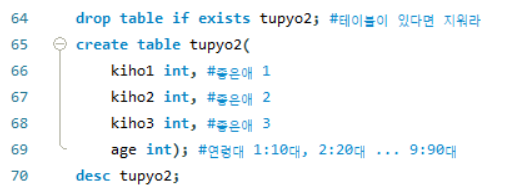 64 drop table if exists tupyo2; #테이블이 있다면 지워라
65 create table tupyo2(
66 kiho1 int, #좋은애 1
67 kiho2 int, #좋은애 2
68 kiho3 int, #좋은애 3
69 age int); #연령대 1:10대, 2:20대 ... 9:90대
70 desc tupyo2;